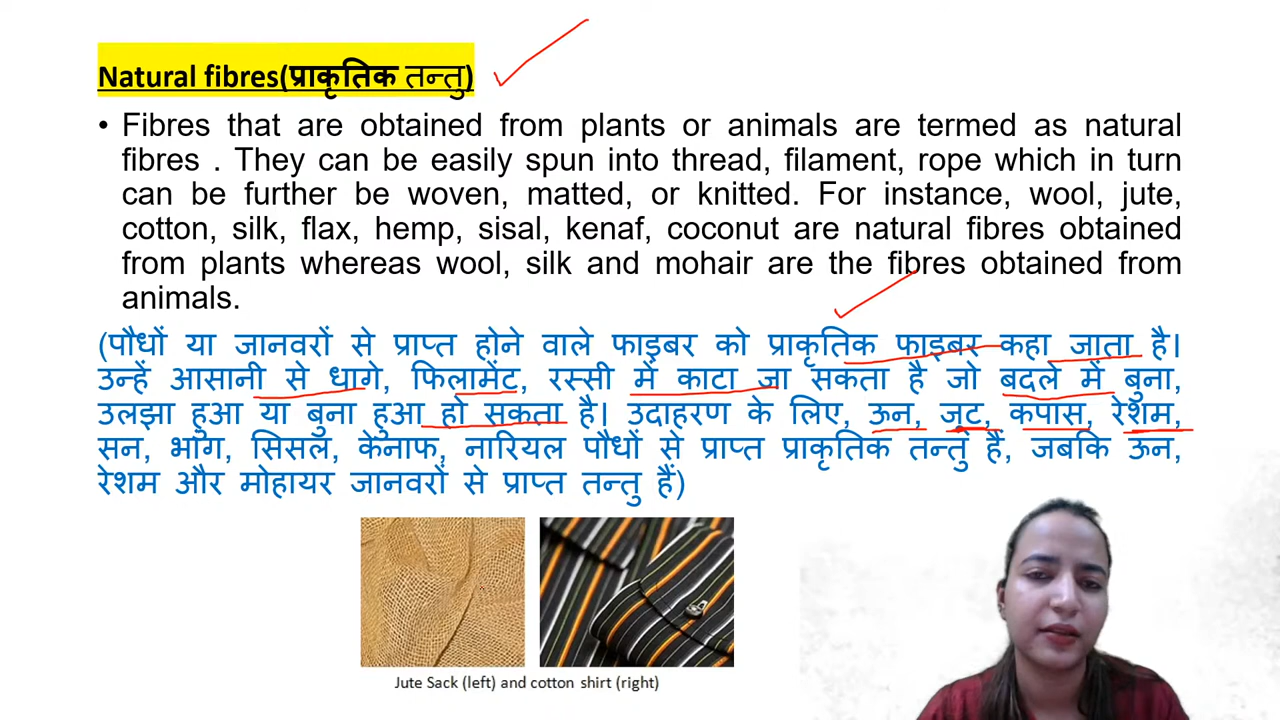 Natural fibres(प्राकृतिक तन्तु)
• Fibres that are obtained from plants or animals are termed as natural
fibres . They can be easily spun into thread, filament, rope which in turn
can be further be woven, matted, or knitted. For instance, wool, jute,
cotton, silk, flax, hemp, sisal, kenaf, coconut are natural fibres obtained
from plants whereas wool, silk and mohair are the fibres obtained from
animals.
(पौधों या जानवरों से प्राप्त होने वाले फाइबर को प्राकृतिक फाइबर कहा जाता है।
उन्हें आसानी से धागे, फिलामेंट, रस्सी में काटा जा सकता है जो बदले में बुना,
उलझा हुआ या बुना हुआ हो सकता है। उदाहरण के लिए, ऊन, जूट, कपास, रेशम,
सन, भांग, सिसल, केनाफ, नारियल पौधों से प्राप्त प्राकृतिक तन्तु हैं, जबकि ऊन,
रेशम और मोहायर जानवरों से प्राप्त तन्तु हैं)
Jute Sack (left) and cotton shirt (right)